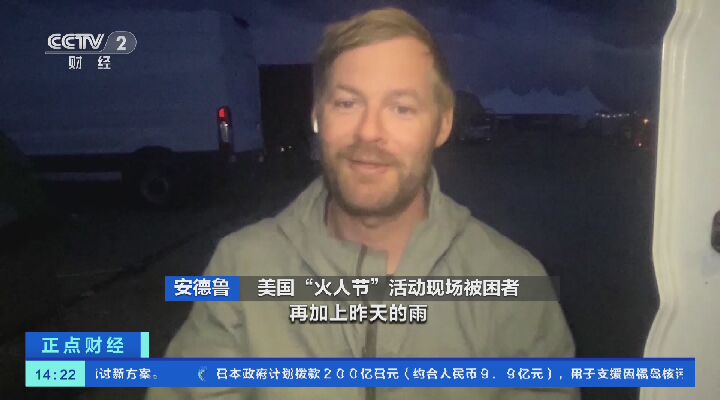 CCTV 2
财 经
安德鲁 美国“火人节”活动现场被困者
再加上昨天的雨
正点财经
14:22 讨新方案。 日本政府计划拨款200亿日元（约合人民币9.9亿元），用于支援因福岛核污